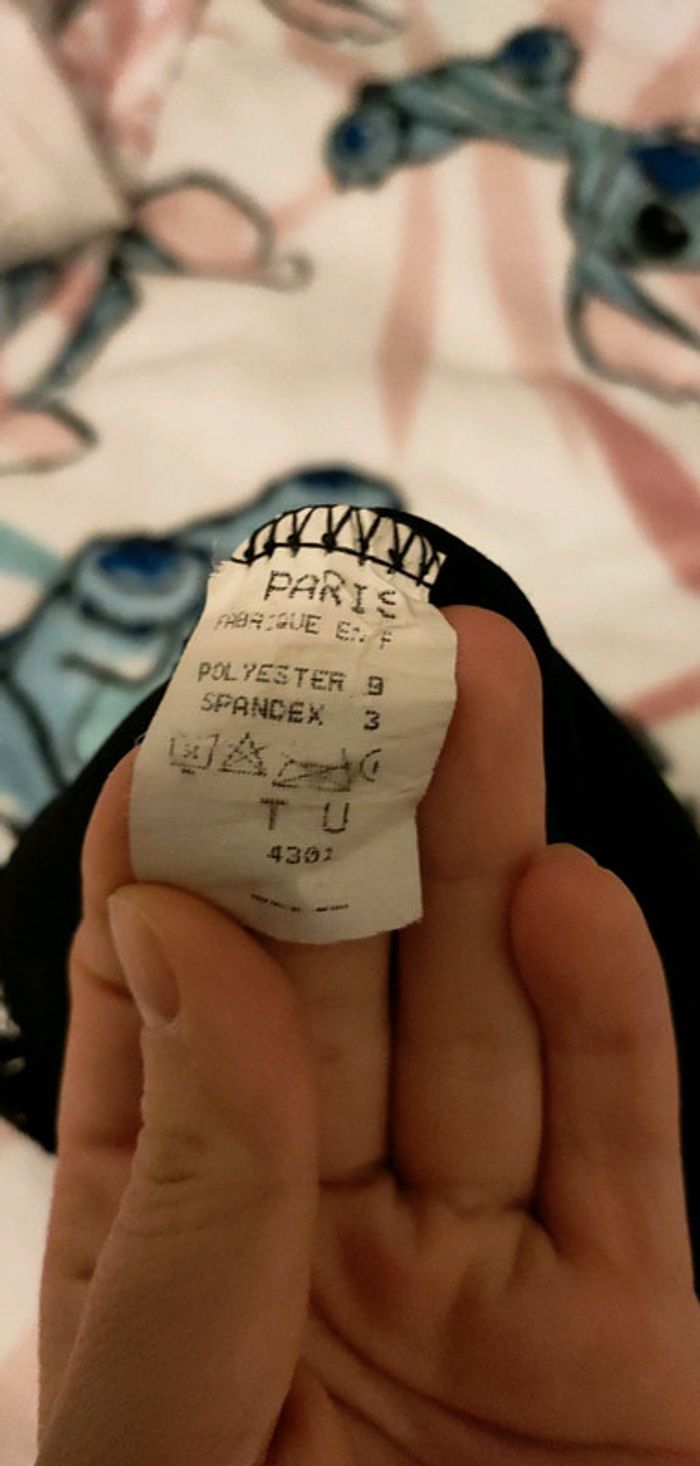 PARIS
FABRIQUE EN F
POLYESTER 9
SPANDEX 3
T U
4301